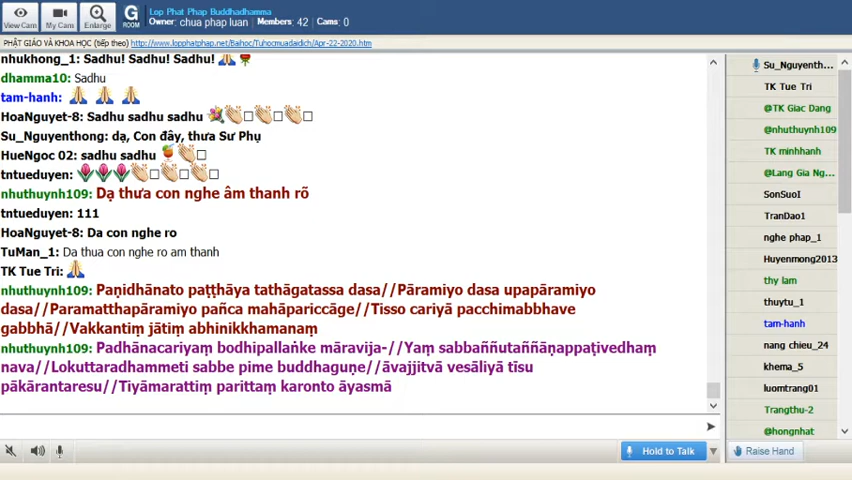 View Cam
My Cam
Enlarge
G
ROOM
Lop Phat Phap Buddhadhamma
Owner: chua phap luan / Members: 42 / Cams: 0
PHẬT GIÁO VÀ KHOA HỌC (tiếp theo) http://www.lopphatphap.net/Baihoc/Tuhocmuadaidich/Apr-22-2020.htm
nhukhong_1: Sadhu! Sadhu! Sadhu!
dhamma10: Sadhu
tam-hanh:
HoaNguyet-8: Sadhu sadhu sadhu
Su_Nguyenthong: dạ, Con đây, thưa Sư Phụ
HueNgoc 02: sadhu sadhu
tntueduyen:
nhuthuynh109: Dạ thưa con nghe âm thanh rõ
tntueduyen: 111
HoaNguyet-8: Da con nghe ro
TuMan_1: Da thua con nghe ro am thanh
TK Tue Tri:
nhuthuynh109: Paṇidhānato paṭṭhāya tathāgatassa dasa//Pāramiyo dasa upapāramiyo
dasa//Paramatthapāramiyo pañca mahāpariccāge//Tisso cariyā pacchimabbhave
gabbhā//Vakkantiṃ jātiṃ abhinikkhamanaṃ
nhuthuynh109: Padhānacariyaṃ bodhipallaṅke māravija-//Yaṃ sabbaññutaññāṇappaṭivedhaṃ
nava//Lokuttaradhammeti sabbe pime buddhaguṇe//āvajjitvā vesāliyā tīsu
pākārantaresu//Tiyāmarattiṃ parittaṃ karonto āyasmā
Hold to Talk
Raise Hand
Su_Nguyenth...
TK Tue Tri
@TK Giac Dang
@nhuthuynh109
TK minhhanh
@Lang Gia Ng...
SonSuoI
TranDao1
nghe phap_1
Huyenmong2013
thy lam
thuytu_1
tam-hanh
nang chieu_24
khema_5
luomtrang01
Trangthu-2
@hongnhat